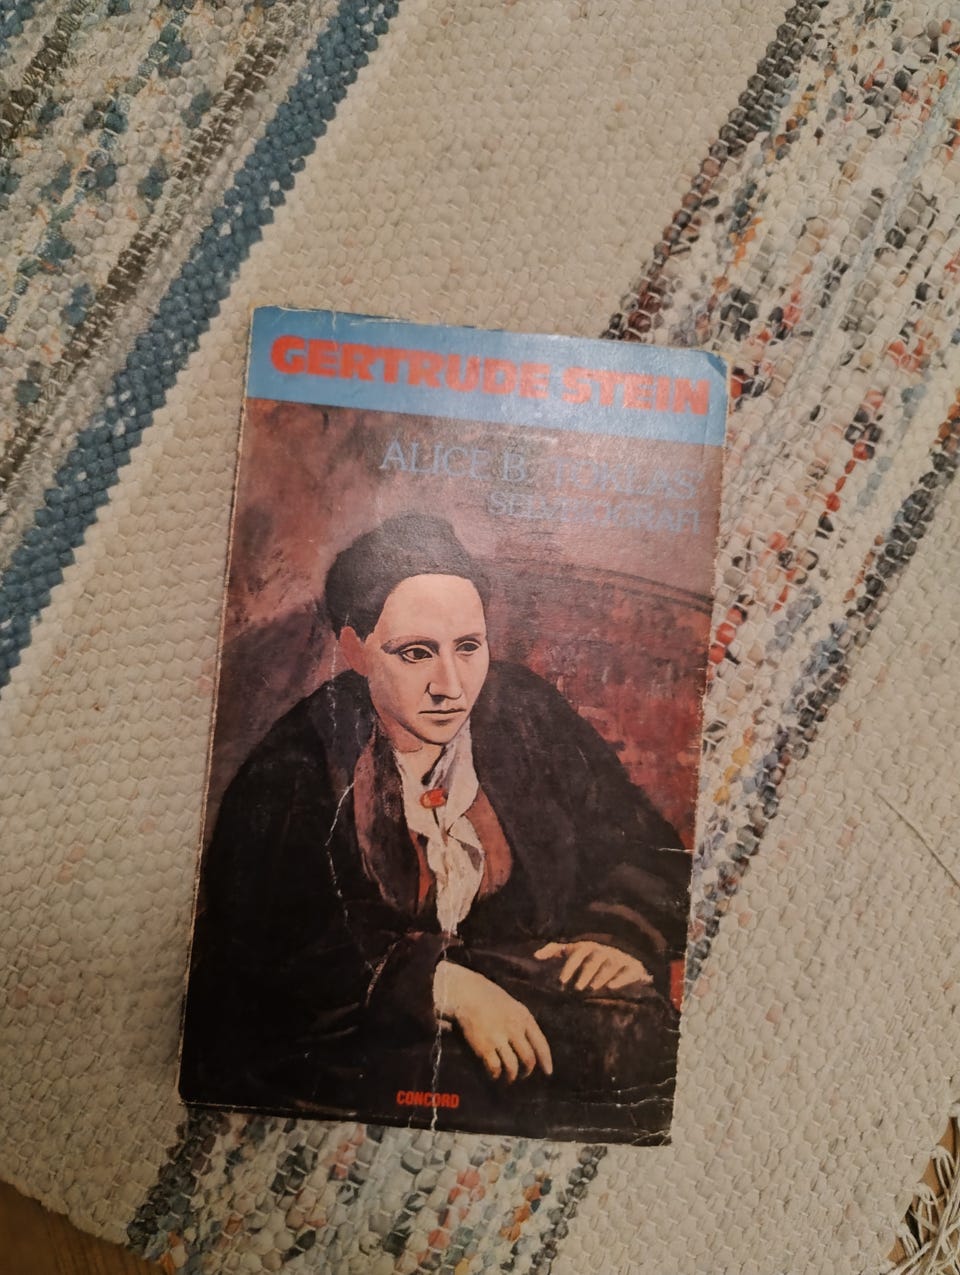 GERTRUDE STEIN
ALICE B. TOKLAS'
SELVBIOGRAFI
CONCORD